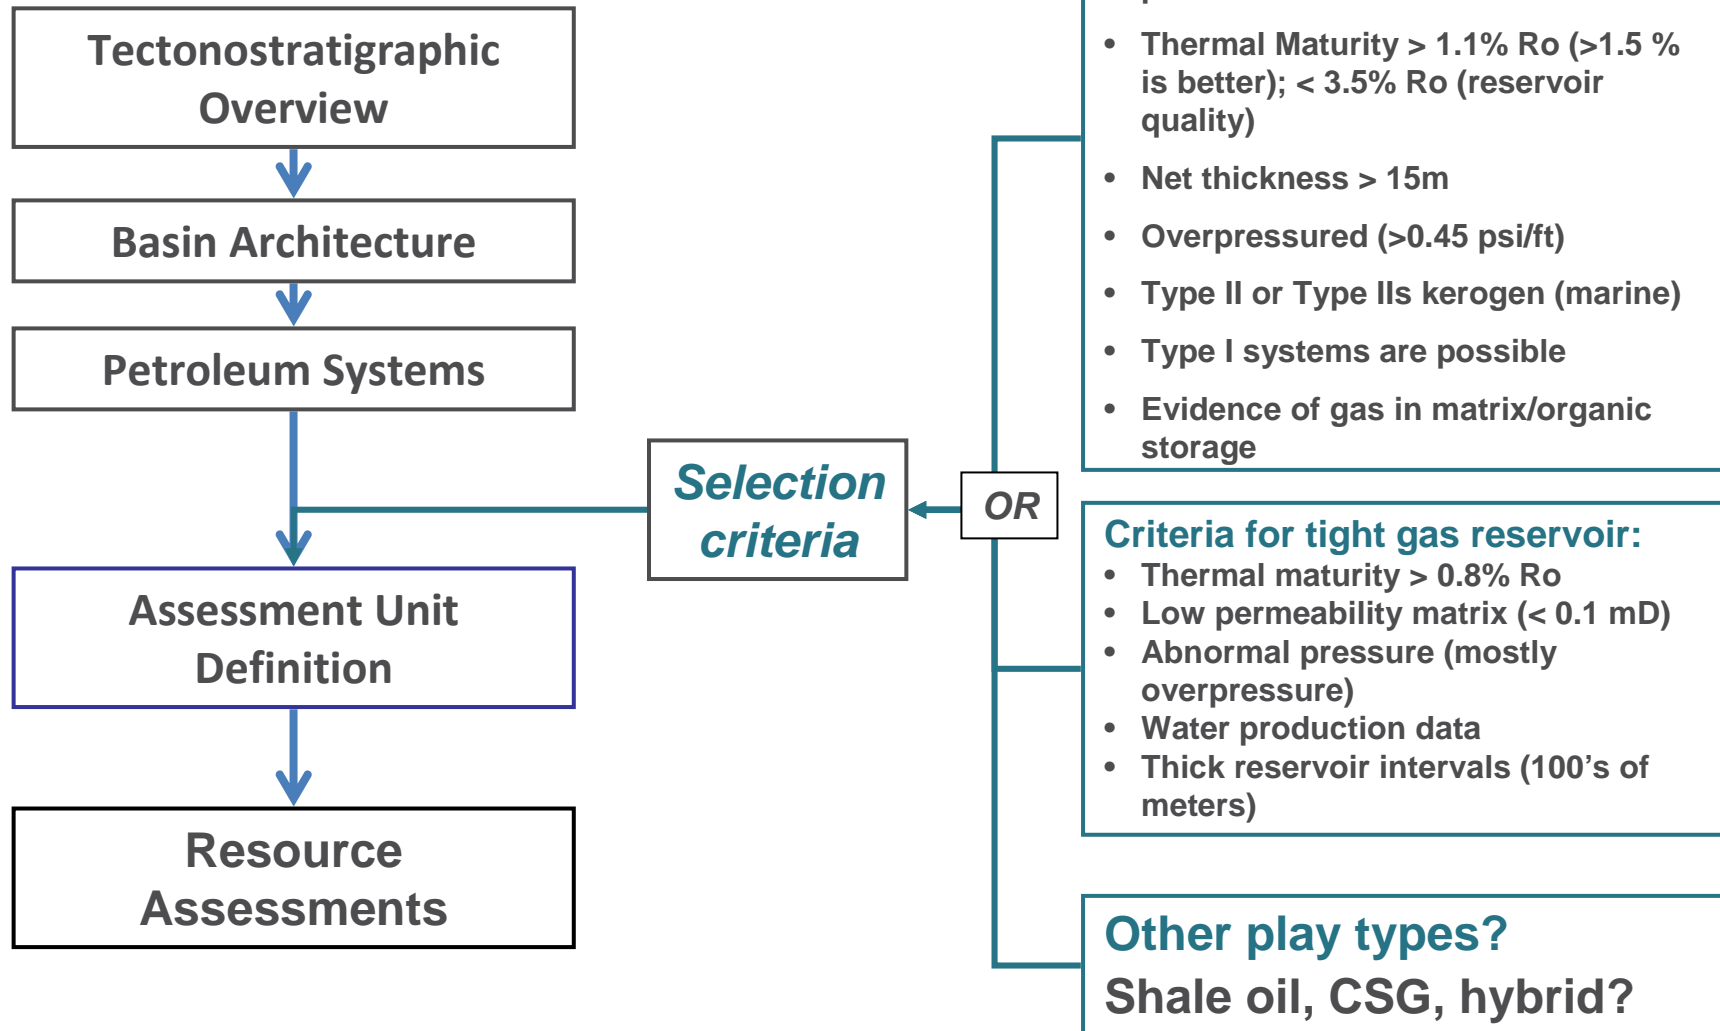 Tectonostratigraphic
Overview
Basin Architecture
Petroleum Systems
Assessment Unit
Definition
Resource
Assessments
Selection
criteria
OR
• Thermal Maturity > 1.1% Ro (>1.5 %
is better); < 3.5% Ro (reservoir
quality)
• Net thickness > 15m
• Overpressured (>0.45 psi/ft)
• Type II or Type IIs kerogen (marine)
• Type I systems are possible
• Evidence of gas in matrix/organic
storage
Criteria for tight gas reservoir:
• Thermal maturity > 0.8% Ro
• Low permeability matrix (< 0.1 mD)
• Abnormal pressure (mostly
overpressure)
• Water production data
• Thick reservoir intervals (100’s of
meters)
Other play types?
Shale oil, CSG, hybrid?